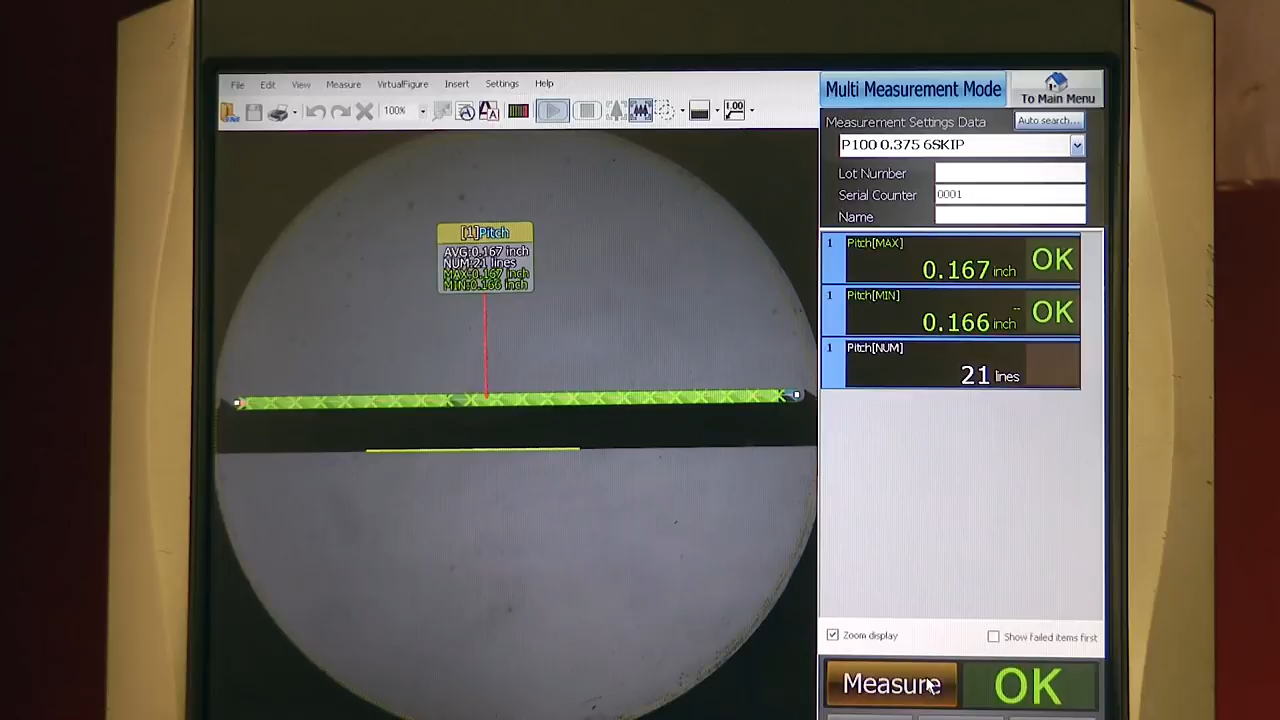 File Edit View Measure VirtualFigure Insert Settings Help
100%
1.00
Multi Measurement Mode
To Main Menu
Measurement Settings Data
Auto search...
P100 0.375 6SKIP
Lot Number
Serial Counter 0001
Name
[1]Pitch
AVG:0.167 inch
NUM:21 lines
MAX:0.167 inch
MIN:0.166 inch
1 Pitch[MAX]
0.167 inch OK
1 Pitch[MIN]
0.166 inch OK
1 Pitch[NUM]
21 lines
Zoom display
Show failed items first
Measure OK